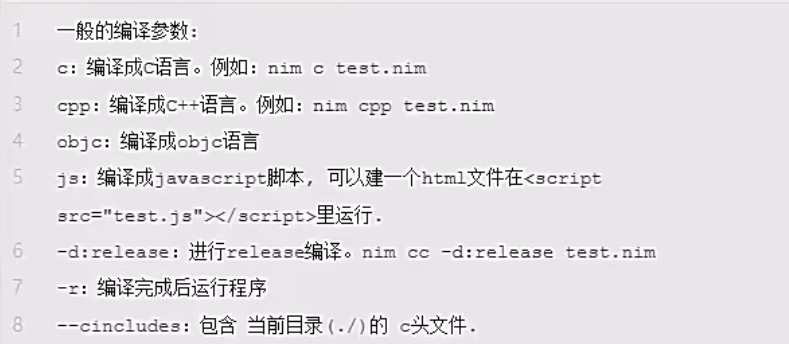 1 一般的编译参数:
2 c: 编译成C语言。例如: nim c test.nim
3 cpp: 编译成C++语言。例如: nim cpp test.nim
4 objc: 编译成objc语言
5 js: 编译成javascript脚本, 可以建一个html文件在<script
src="test.js"></script>里运行.
6 -d:release: 进行release编译。nim cc -d:release test.nim
7 -r: 编译完成后运行程序
8 --cincludes: 包含 当前目录(./)的 c头文件.